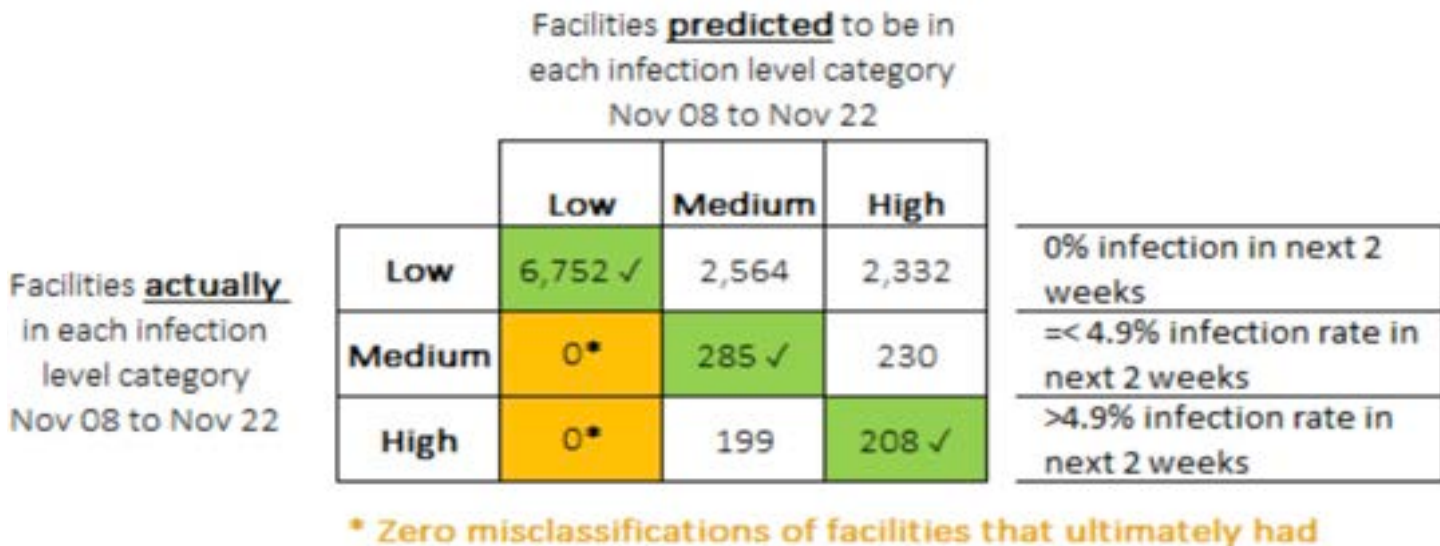 Facilities predicted to be in
each infection level category
Nov 08 to Nov 22
Low Medium High
Facilities actually
in each infection
level category
Nov 08 to Nov 22
Low 6,752 ✓ 2,564 2,332
Medium 0* 285 ✓ 230
High 0* 199 208 ✓
0% infection in next 2
weeks
=< 4.9% infection rate in
next 2 weeks
>4.9% infection rate in
next 2 weeks
* Zero misclassifications of facilities that ultimately had